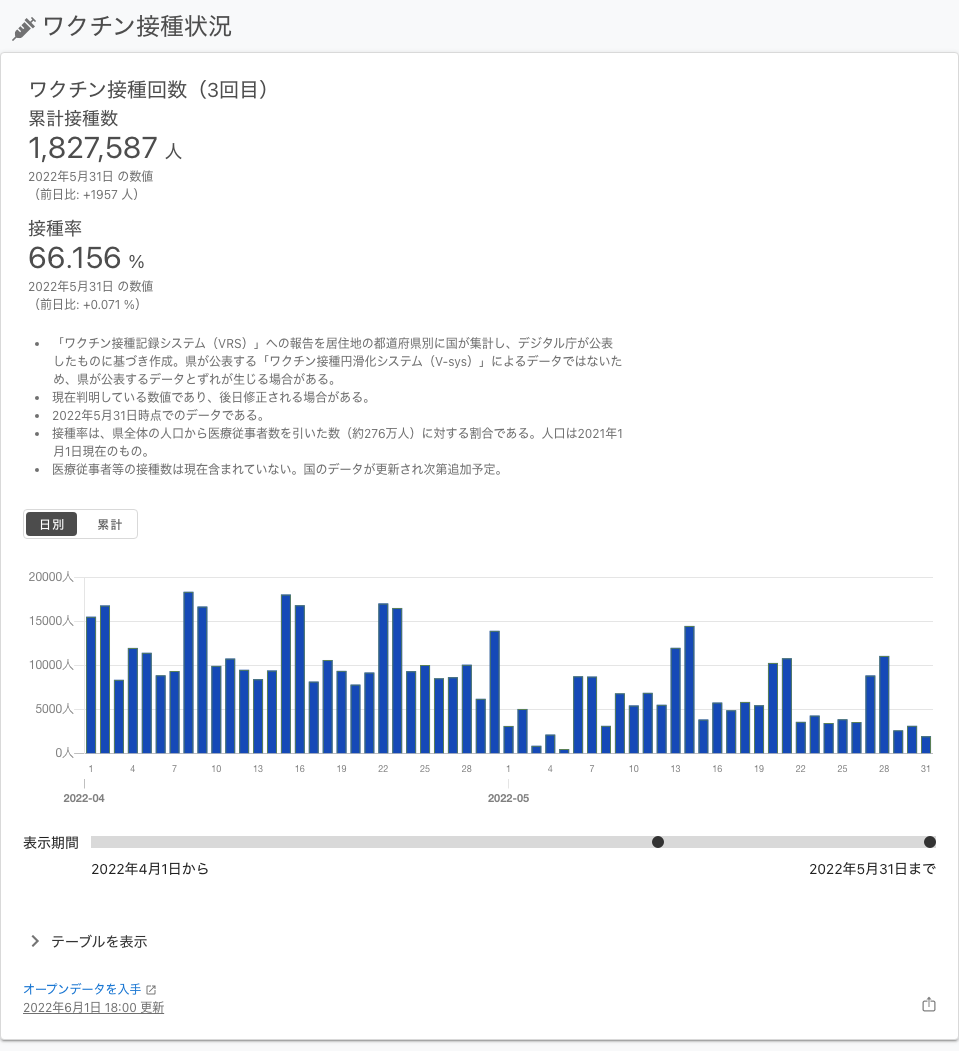 ワクチン接種状況
ワクチン接種回数（3回目）
累計接種数
1,827,587 人
2022年5月31日 の数値
（前日比: +1957 人）
接種率
66.156 %
2022年5月31日 の数値
（前日比: +0.071 %）
• 「ワクチン接種記録システム（VRS）」への報告を居住地の都道府県別に国が集計し、デジタル庁が公表
したものに基づき作成。県が公表する「ワクチン接種円滑化システム（V-sys）」によるデータではないた
め、県が公表するデータとずれが生じる場合がある。
• 現在判明している数値であり、後日修正される場合がある。
• 2022年5月31日時点でのデータである。
• 接種率は、県全体の人口から医療従事者数を引いた数（約276万人）に対する割合である。人口は2021年1
月1日現在のもの。
• 医療従事者等の接種数は現在含まれていない。国のデータが更新され次第追加予定。
日別 累計
20000人
15000人
10000人
5000人
0人
1 4 7 10 13 16 19 22 25 28 1 4 7 10 13 16 19 22 25 28 31
2022-04 2022-05
表示期間
2022年4月1日から 2022年5月31日まで
テーブルを表示
オープンデータを入手
2022年6月1日 18:00 更新